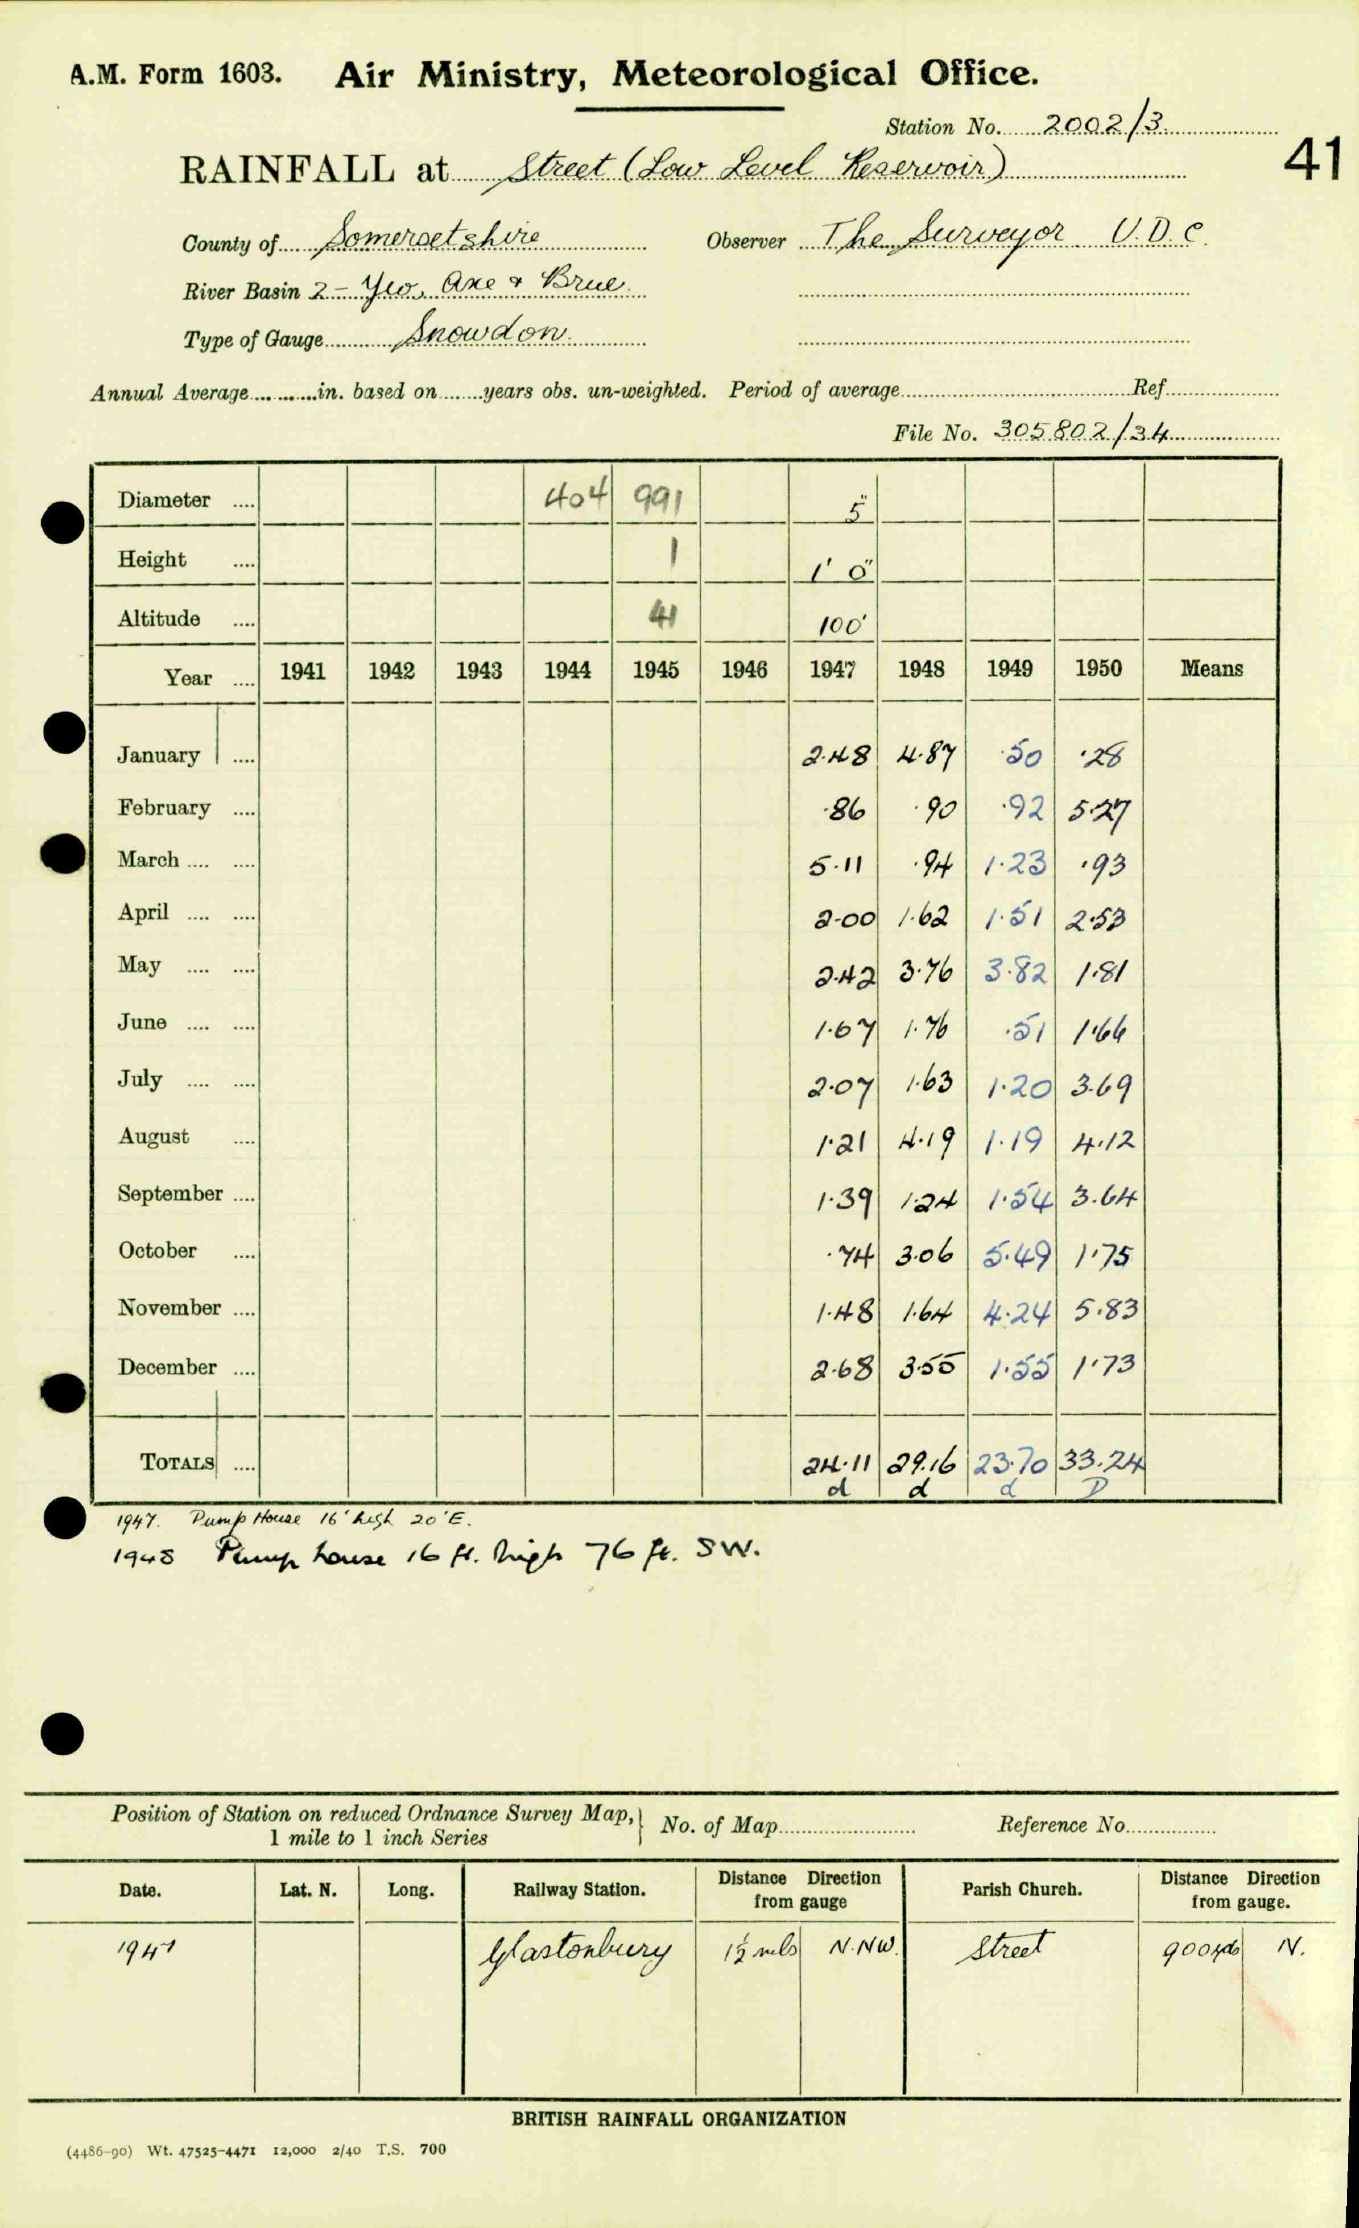 A.M. Form 1603. Air Ministry, Meteorological Office.
Station No. 2002/3.
41
RAINFALL at Street (Low Level Reservoir)
County of Somersetshire Observer The Surveyor U.D.C.
River Basin 2 - Yeo, Axe & Brue.
Type of Gauge Snowdon.
Annual Average.... ....in. based on.......years obs. un-weighted. Period of average.......... Ref..........
File No. 305802/34
Diameter .... 404 991 5"
Height .... 1 1' 0"
Altitude .... 41 100'
Year .... 1941 1942 1943 1944 1945 1946 1947 1948 1949 1950 Means
January .... 2.48 4.87 .50 .28
February .... .86 .90 .92 5.27
March .... .... 5.11 .94 1.23 .93
April .... .... 2.00 1.62 1.51 2.53
May .... .... 2.42 3.76 3.82 1.81
June .... .... 1.67 1.76 .51 1.66
July .... .... 2.07 1.63 1.20 3.69
August .... 1.21 4.19 1.19 4.12
September .... 1.39 1.24 1.54 3.64
October .... .74 3.06 5.49 1.75
November .... 1.48 1.64 4.24 5.83
December .... 2.68 3.55 1.55 1.73
TOTALS .... 24.11 29.16 23.70 33.24
d d d D
1947. Pump House 16' high 20' E.
1948 Pump house 16 ft. high 76 ft. SW.
Position of Station on reduced Ordnance Survey Map, } No. of Map.......... Reference No..........
1 mile to 1 inch Series
Date. Lat. N. Long. Railway Station. Distance Direction from gauge Parish Church. Distance Direction from gauge.
1947 Glastonbury 1½ mls N.NW. Street 900 yds N.
BRITISH RAINFALL ORGANIZATION
(4486-90) Wt. 47525-4471 12,000 2/40 T.S. 700